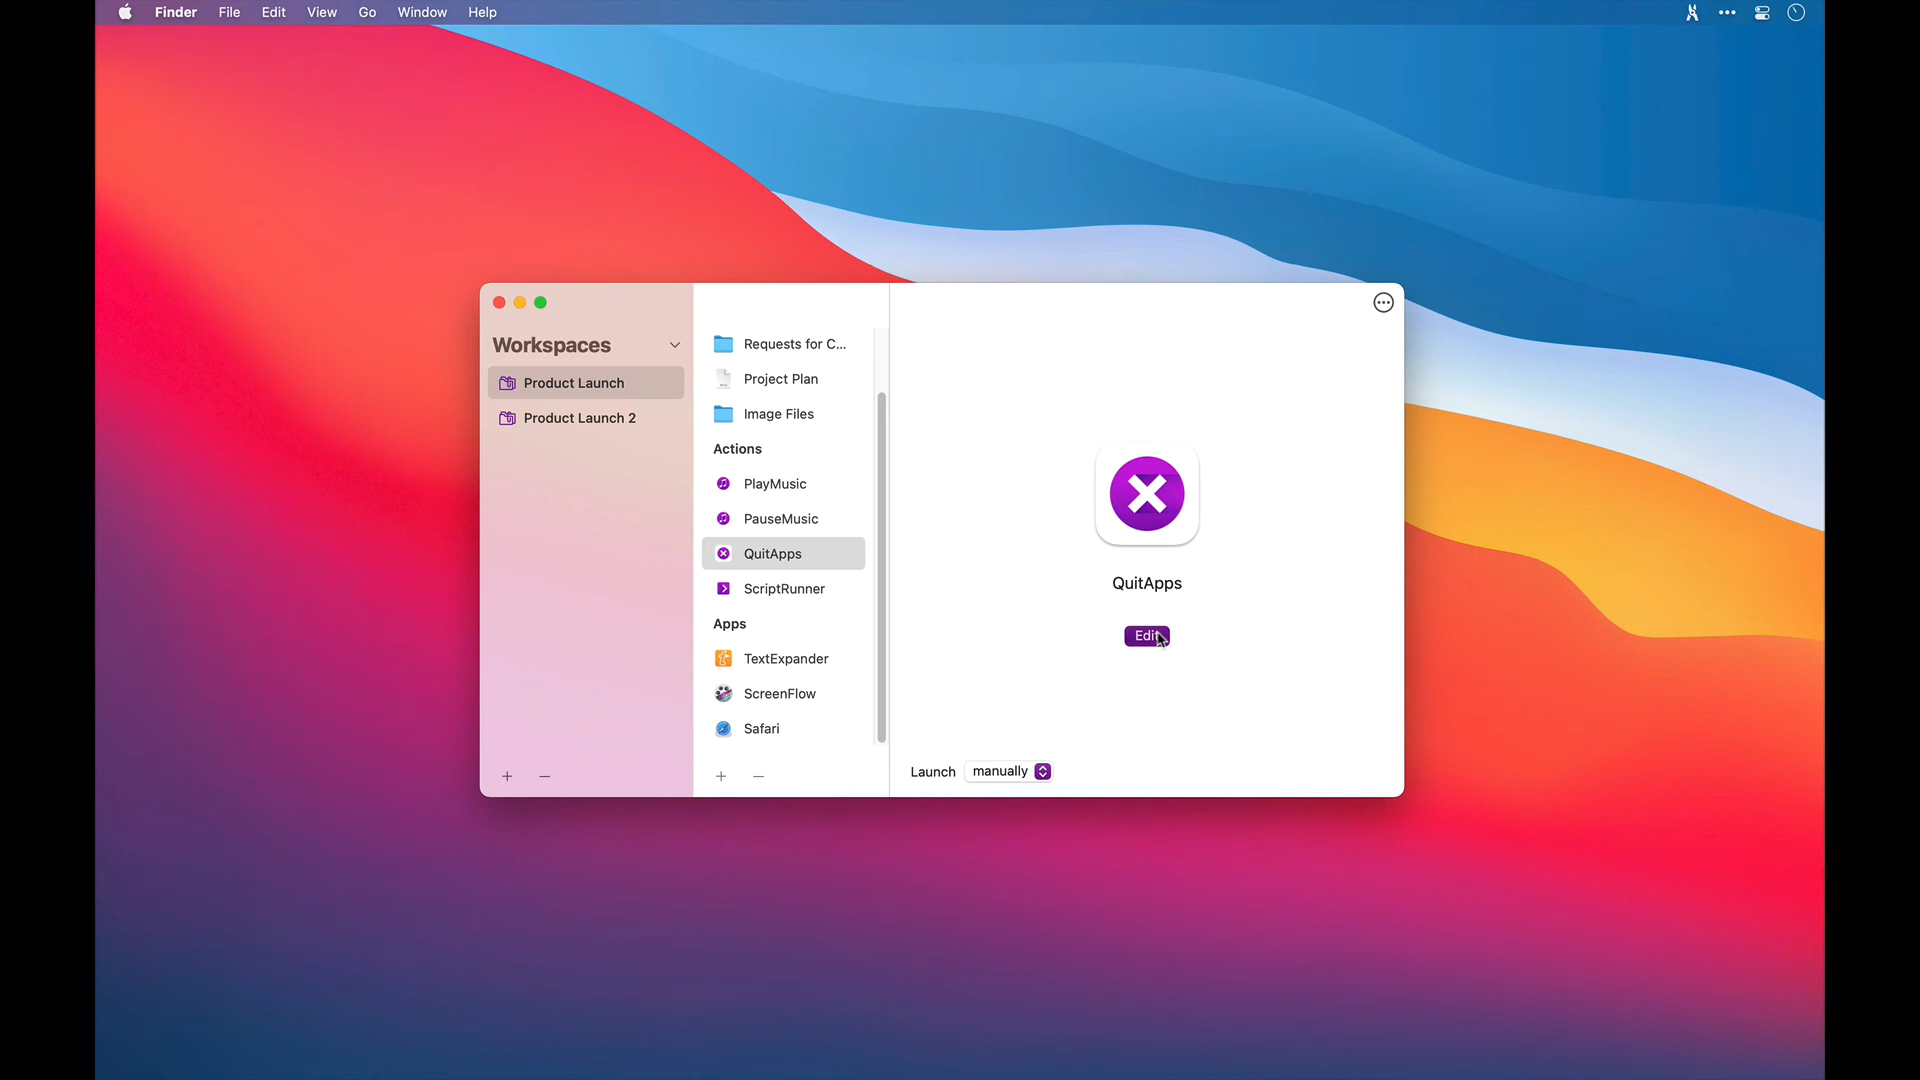 Finder File Edit View Go Window Help
Workspaces
Product Launch
Product Launch 2
Requests for C...
Project Plan
Image Files
Actions
PlayMusic
PauseMusic
QuitApps
ScriptRunner
Apps
TextExpander
ScreenFlow
Safari
QuitApps
Edit
Launch manually